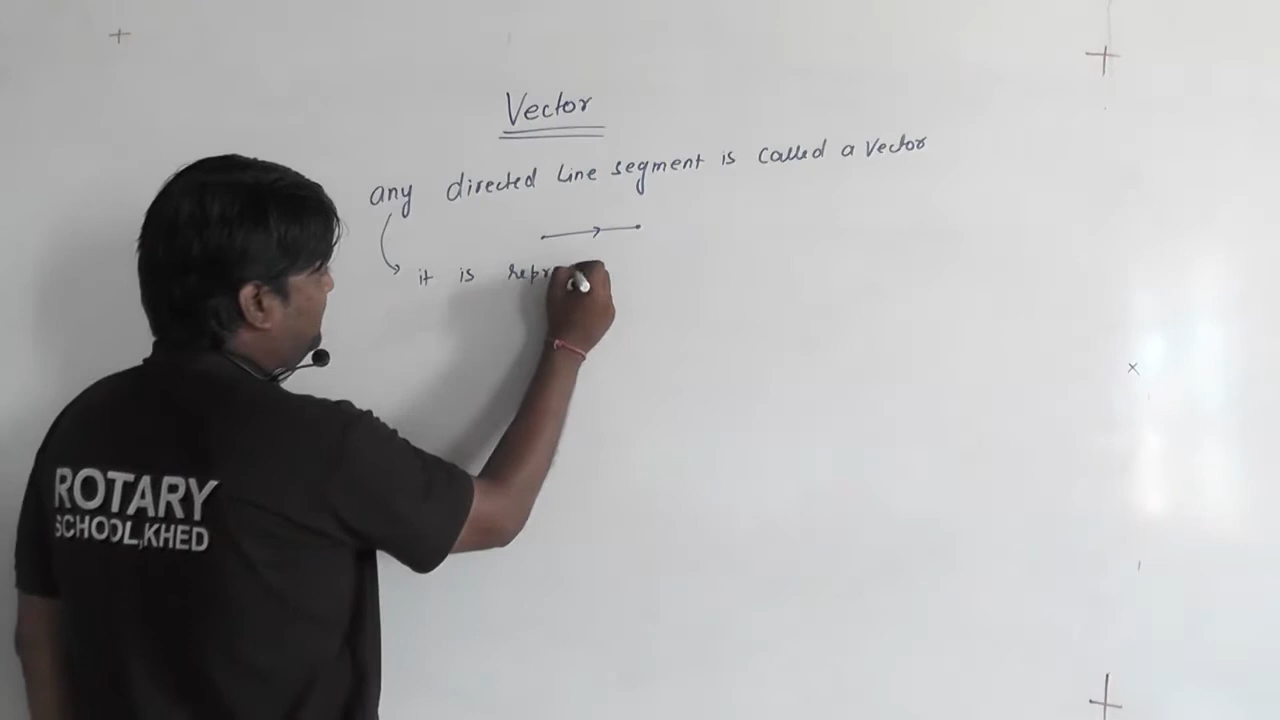 Vector
any directed Line segment is called a Vector
it is repr
ROTARY
SCHOOL,KHED